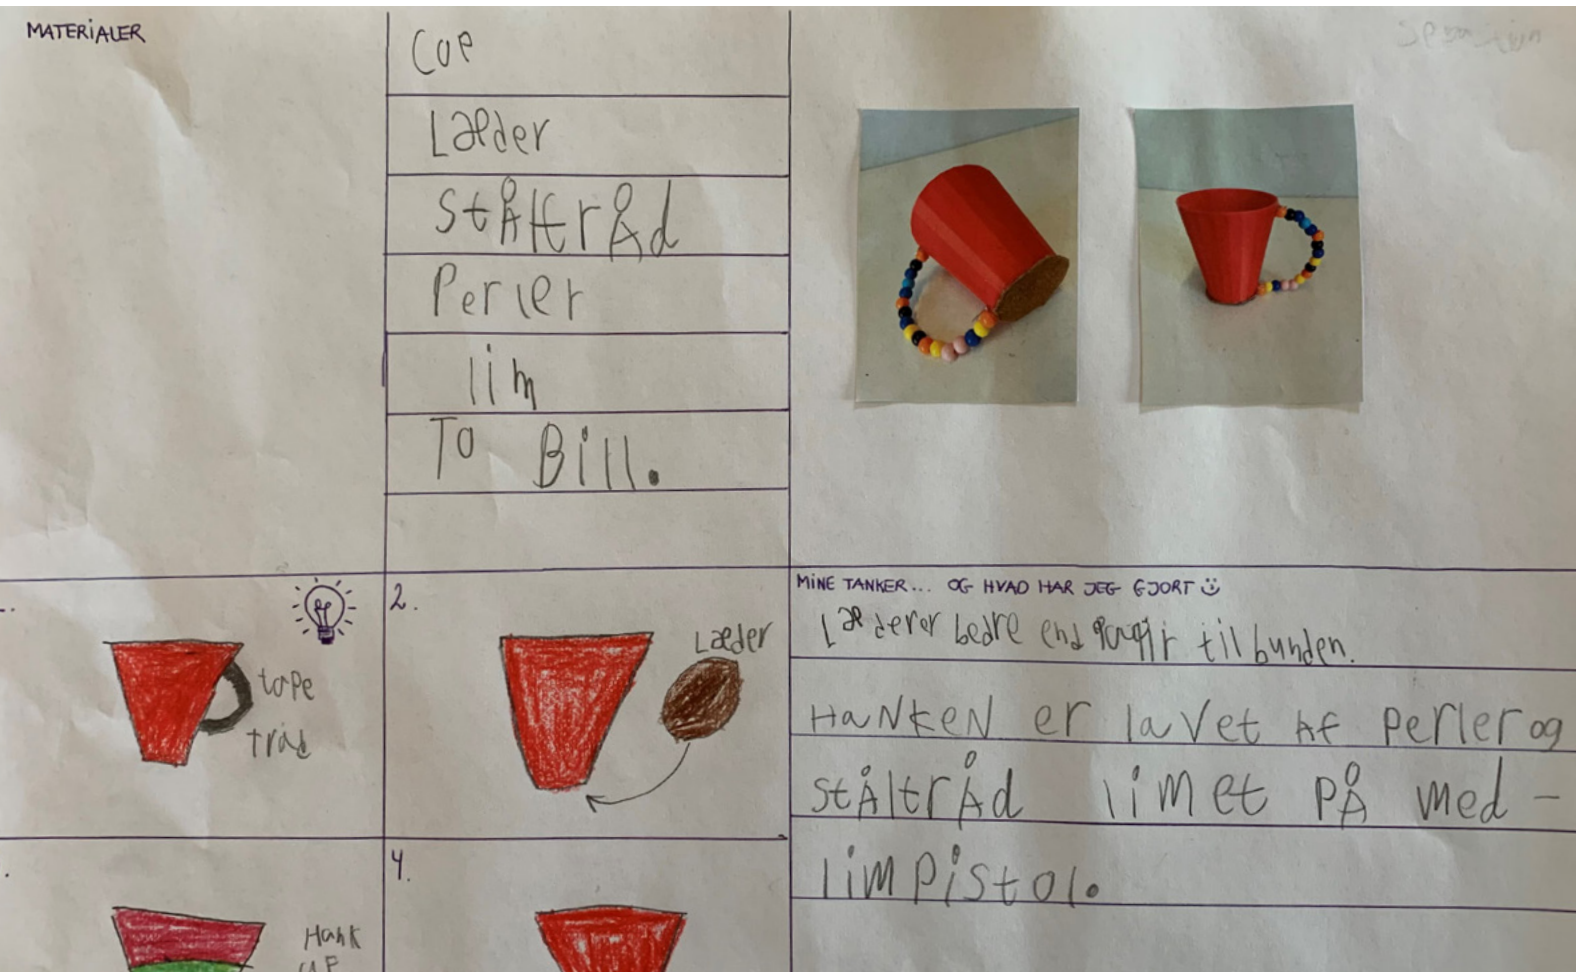 MATERIALER
Cup
Læder
STÅLTRÅD
Perler
lim
To Bill.
2.
Læder
tape
tråd
4.
Hank
MINE TANKER... OG HVAD HAR JEG GJORT
Læder er bedre end papir til bunden.
HANKEN er lavet AF perler og
STÅLTRÅD limet PÅ med -
limpistol.